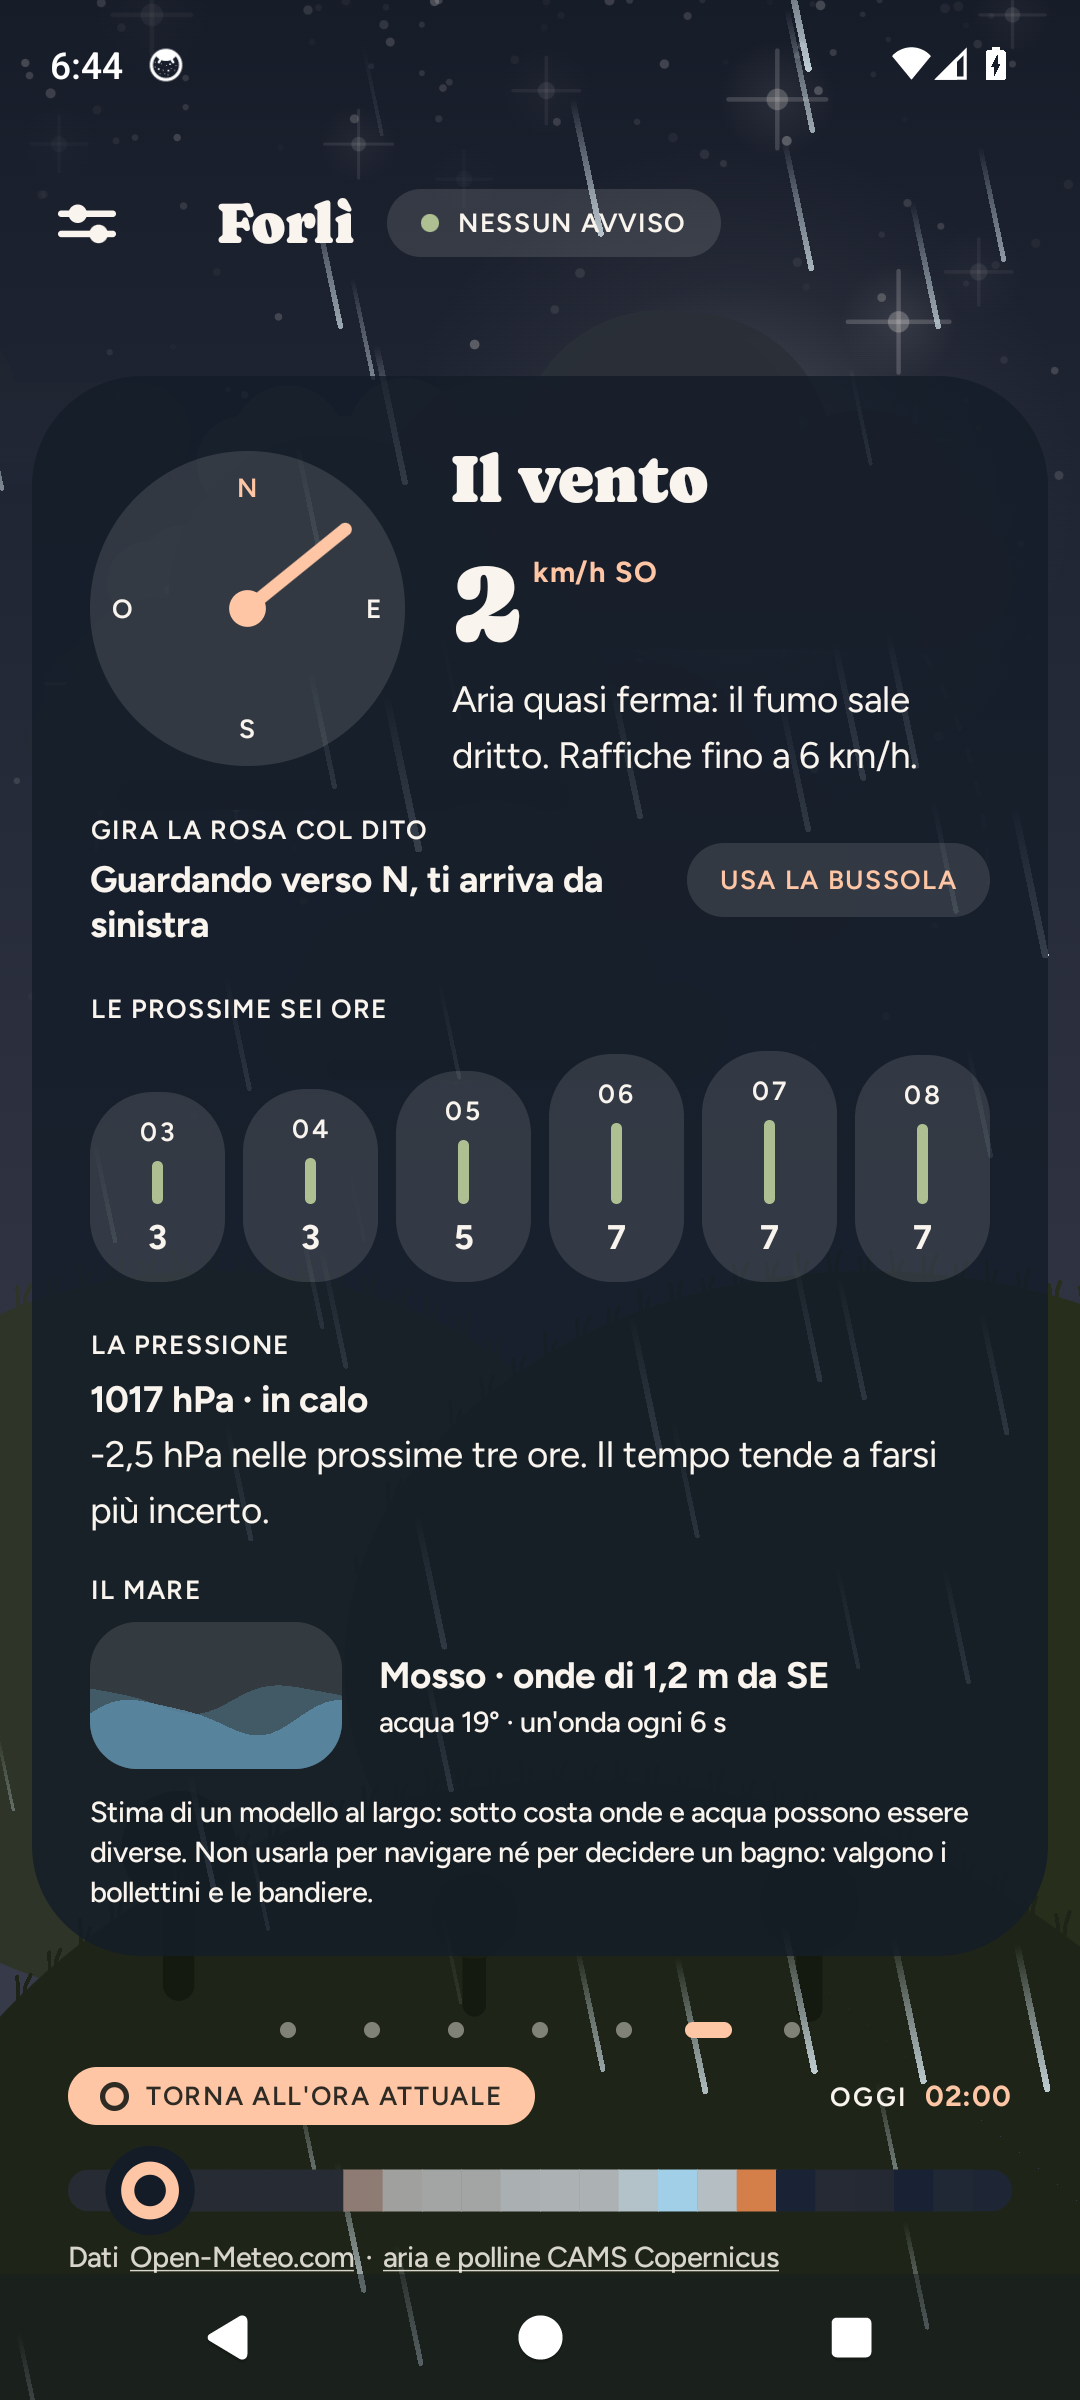 6:44
Forlì
NESSUN AVVISO
N
O
E
S
Il vento
2 km/h SO
Aria quasi ferma: il fumo sale
dritto. Raffiche fino a 6 km/h.
GIRA LA ROSA COL DITO
Guardando verso N, ti arriva da
sinistra
USA LA BUSSOLA
LE PROSSIME SEI ORE
03 04 05 06 07 08
3 3 5 7 7 7
LA PRESSIONE
1017 hPa · in calo
-2,5 hPa nelle prossime tre ore. Il tempo tende a farsi
più incerto.
IL MARE
Mosso · onde di 1,2 m da SE
acqua 19° · un'onda ogni 6 s
Stima di un modello al largo: sotto costa onde e acqua possono essere
diverse. Non usarla per navigare né per decidere un bagno: valgono i
bollettini e le bandiere.
TORNA ALL'ORA ATTUALE
OGGI 02:00
Dati Open-Meteo.com · aria e polline CAMS Copernicus